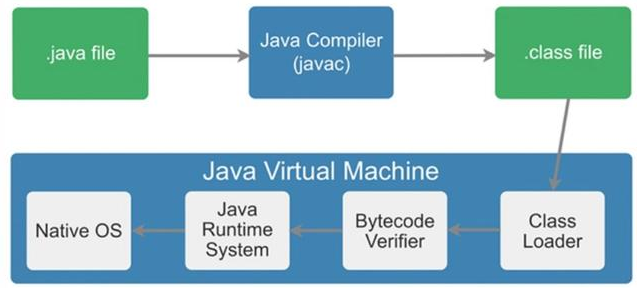 .java file
Java Compiler
(javac)
.class file
Java Virtual Machine
Native OS
Java
Runtime
System
Bytecode
Verifier
Class
Loader